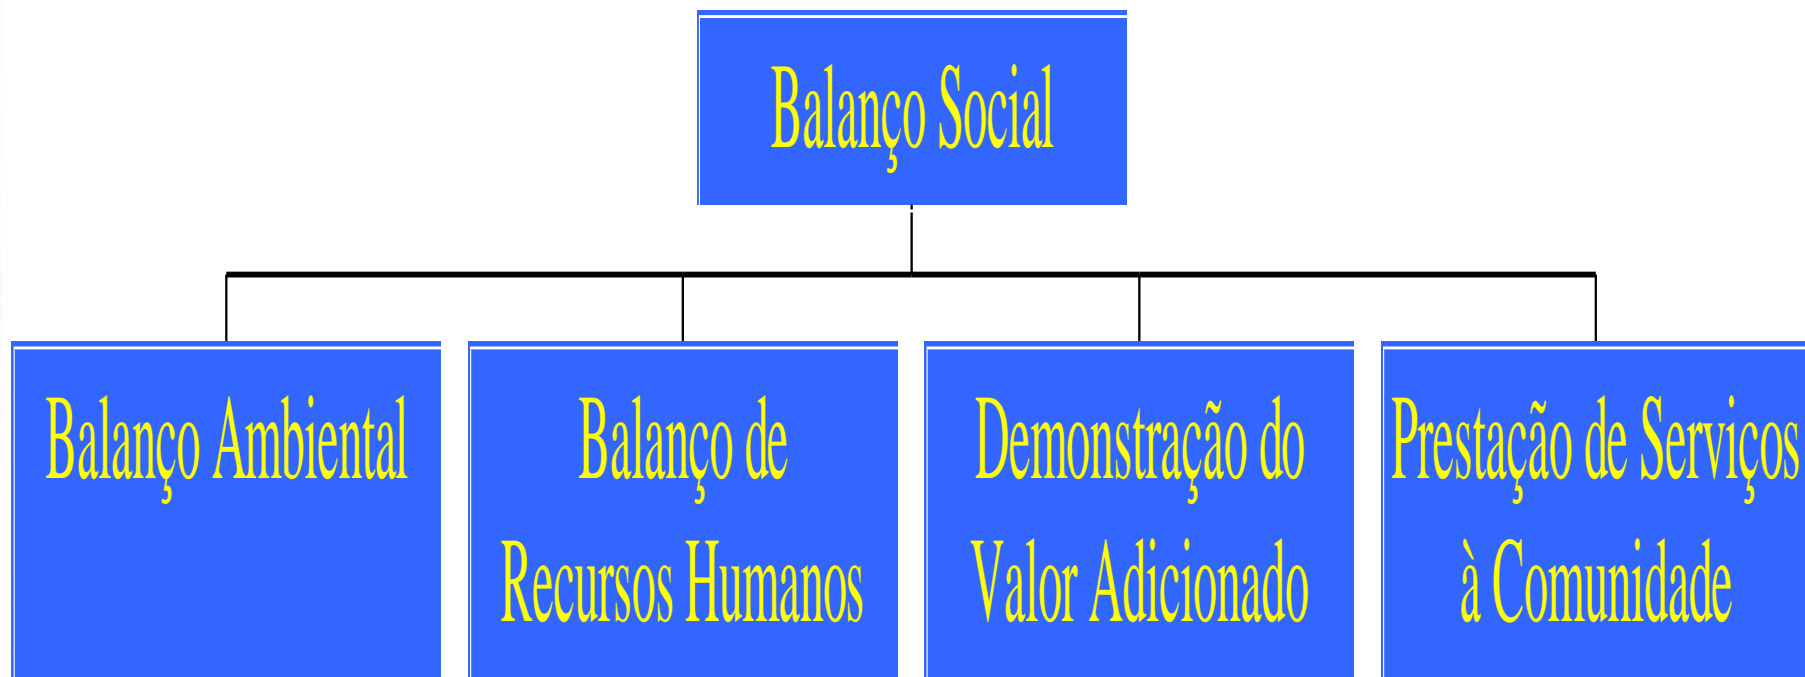 Balanço Social
Balanço Ambiental
Balanço de
Recursos Humanos
Demonstração do
Valor Adicionado
Prestação de Serviços
à Comunidade